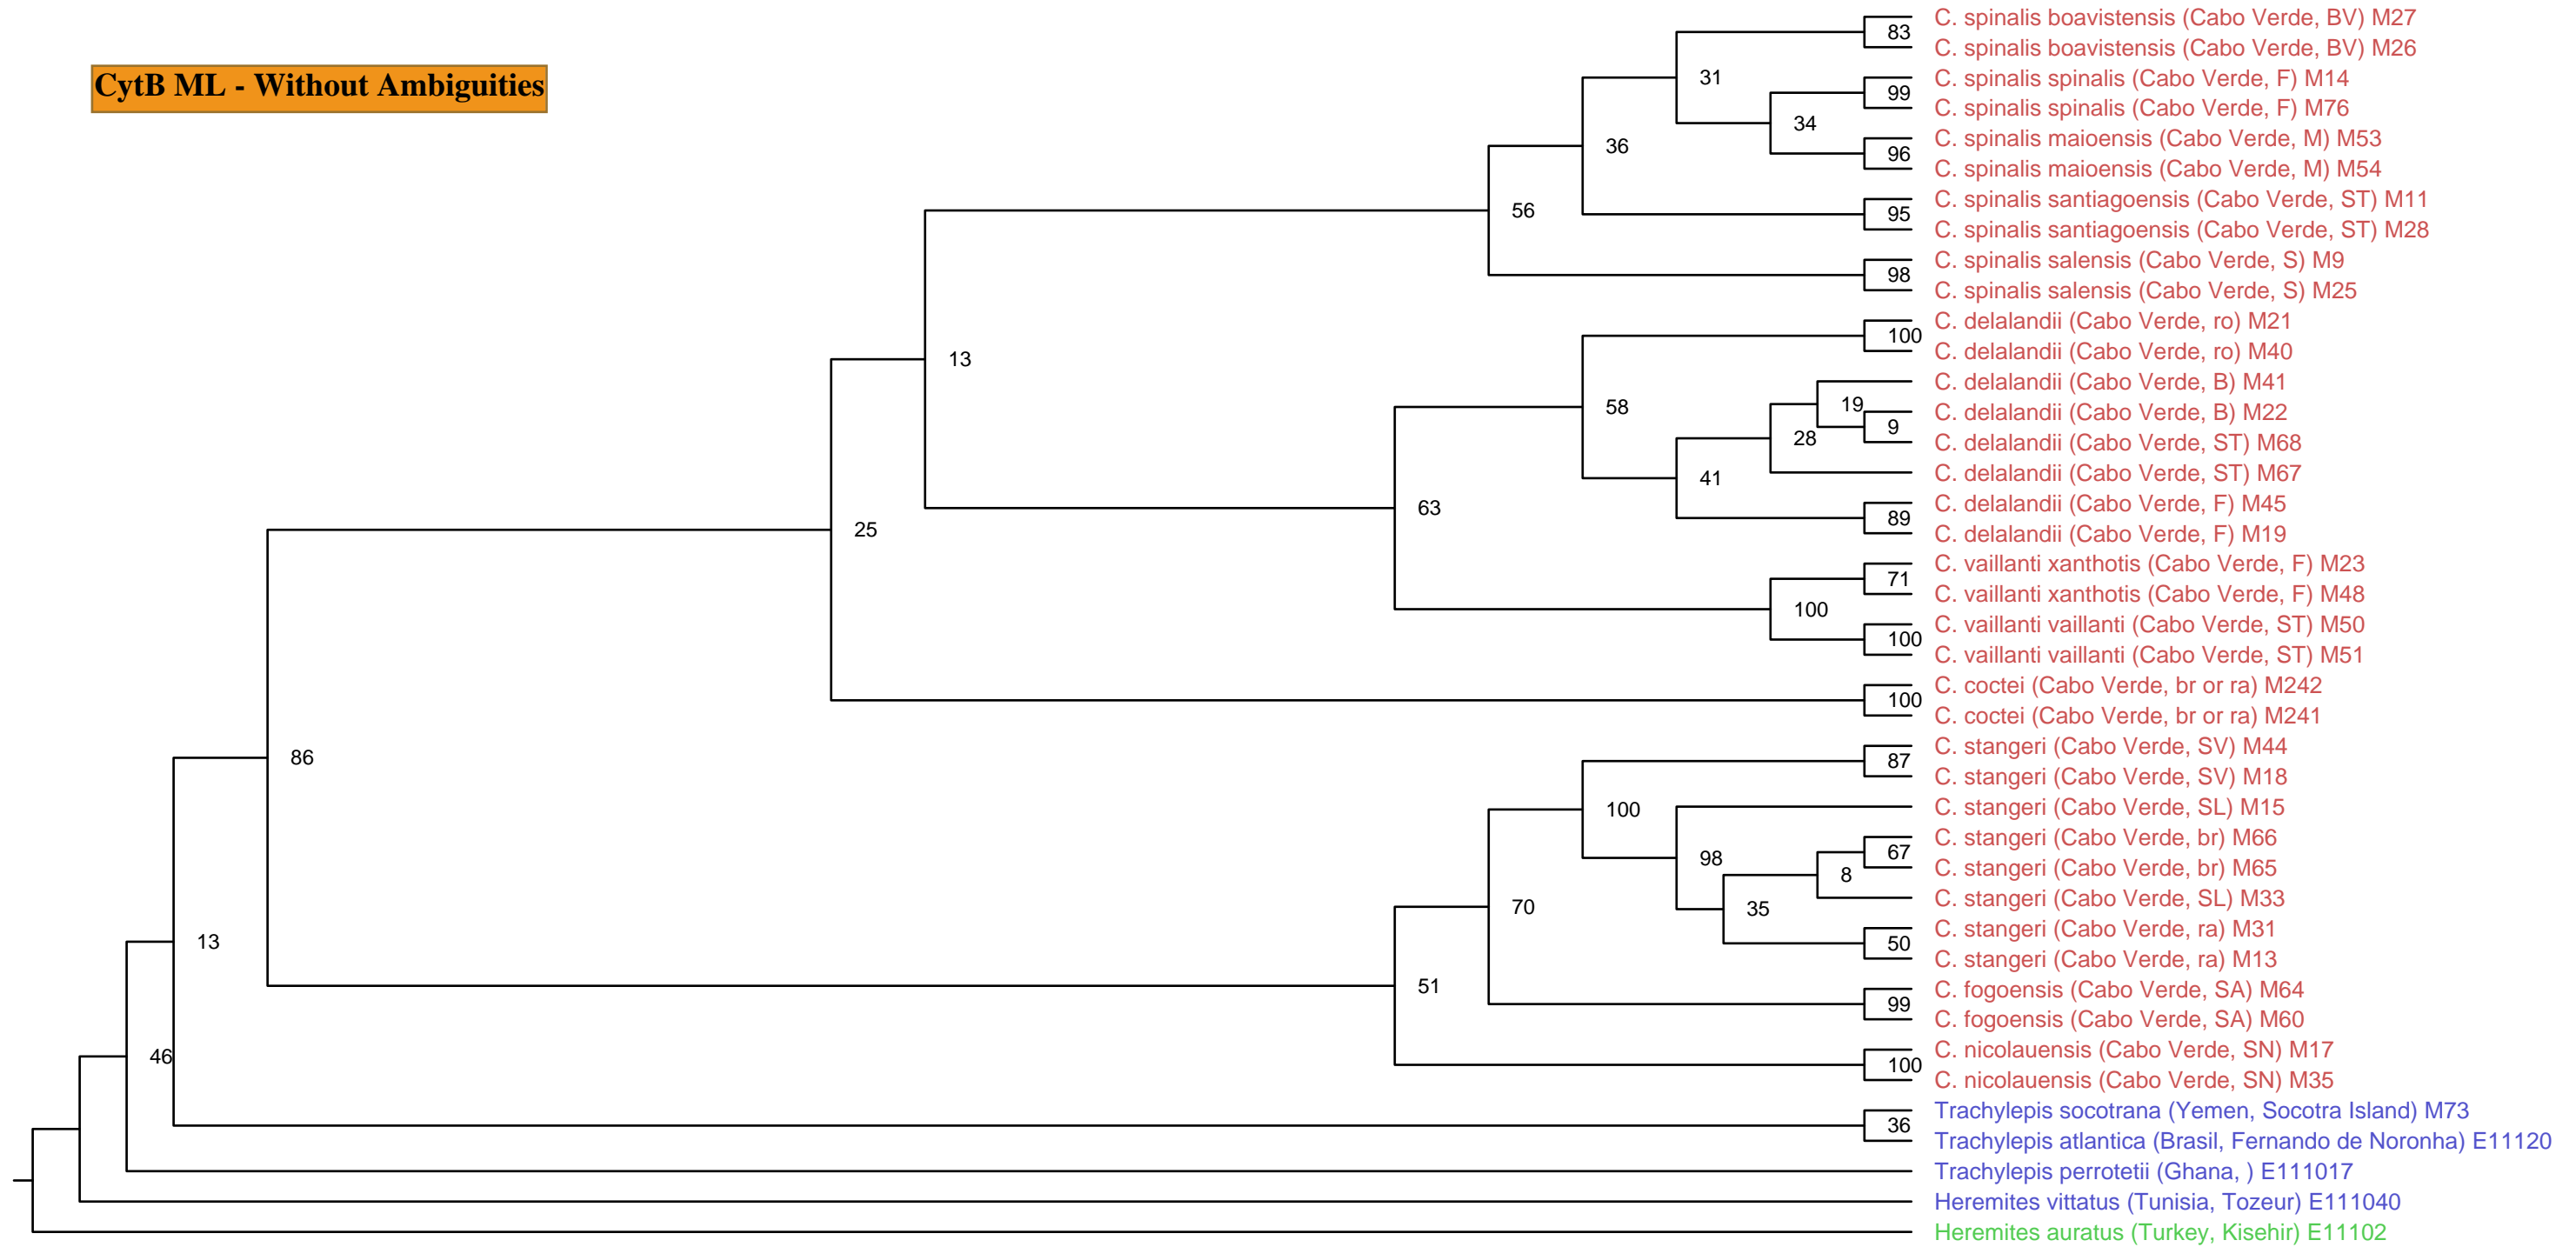 CytB ML - Without Ambiguities
C. spinalis boavistensis (Cabo Verde, BV) M27
83
C. spinalis boavistensis (Cabo Verde, BV) M26
31
C. spinalis spinalis (Cabo Verde, F) M14
99
C. spinalis spinalis (Cabo Verde, F) M76
34
C. spinalis maioensis (Cabo Verde, M) M53
36
96
C. spinalis maioensis (Cabo Verde, M) M54
C. spinalis santiagoensis (Cabo Verde, ST) M11
56
95
C. spinalis santiagoensis (Cabo Verde, ST) M28
C. spinalis salensis (Cabo Verde, S) M9
98
C. spinalis salensis (Cabo Verde, S) M25
C. delalandii (Cabo Verde, ro) M21
100
C. delalandii (Cabo Verde, ro) M40
13
C. delalandii (Cabo Verde, B) M41
58
19
C. delalandii (Cabo Verde, B) M22
9
28
C. delalandii (Cabo Verde, ST) M68
C. delalandii (Cabo Verde, ST) M67
41
C. delalandii (Cabo Verde, F) M45
63
89
C. delalandii (Cabo Verde, F) M19
25
C. vaillanti xanthotis (Cabo Verde, F) M23
71
C. vaillanti xanthotis (Cabo Verde, F) M48
100
C. vaillanti vaillanti (Cabo Verde, ST) M50
100
C. vaillanti vaillanti (Cabo Verde, ST) M51
C. coctei (Cabo Verde, br or ra) M242
100
C. coctei (Cabo Verde, br or ra) M241
C. stangeri (Cabo Verde, SV) M44
86
87
C. stangeri (Cabo Verde, SV) M18
C. stangeri (Cabo Verde, SL) M15
100
C. stangeri (Cabo Verde, br) M66
67
98
C. stangeri (Cabo Verde, br) M65
8
C. stangeri (Cabo Verde, SL) M33
70
35
C. stangeri (Cabo Verde, ra) M31
13
50
C. stangeri (Cabo Verde, ra) M13
51
C. fogoensis (Cabo Verde, SA) M64
99
C. fogoensis (Cabo Verde, SA) M60
C. nicolauensis (Cabo Verde, SN) M17
46
100
C. nicolauensis (Cabo Verde, SN) M35
Trachylepis socotrana (Yemen, Socotra Island) M73
36
Trachylepis atlantica (Brasil, Fernando de Noronha) E11120
Trachylepis perrotetii (Ghana, ) E111017
Heremites vittatus (Tunisia, Tozeur) E111040
Heremites auratus (Turkey, Kisehir) E11102